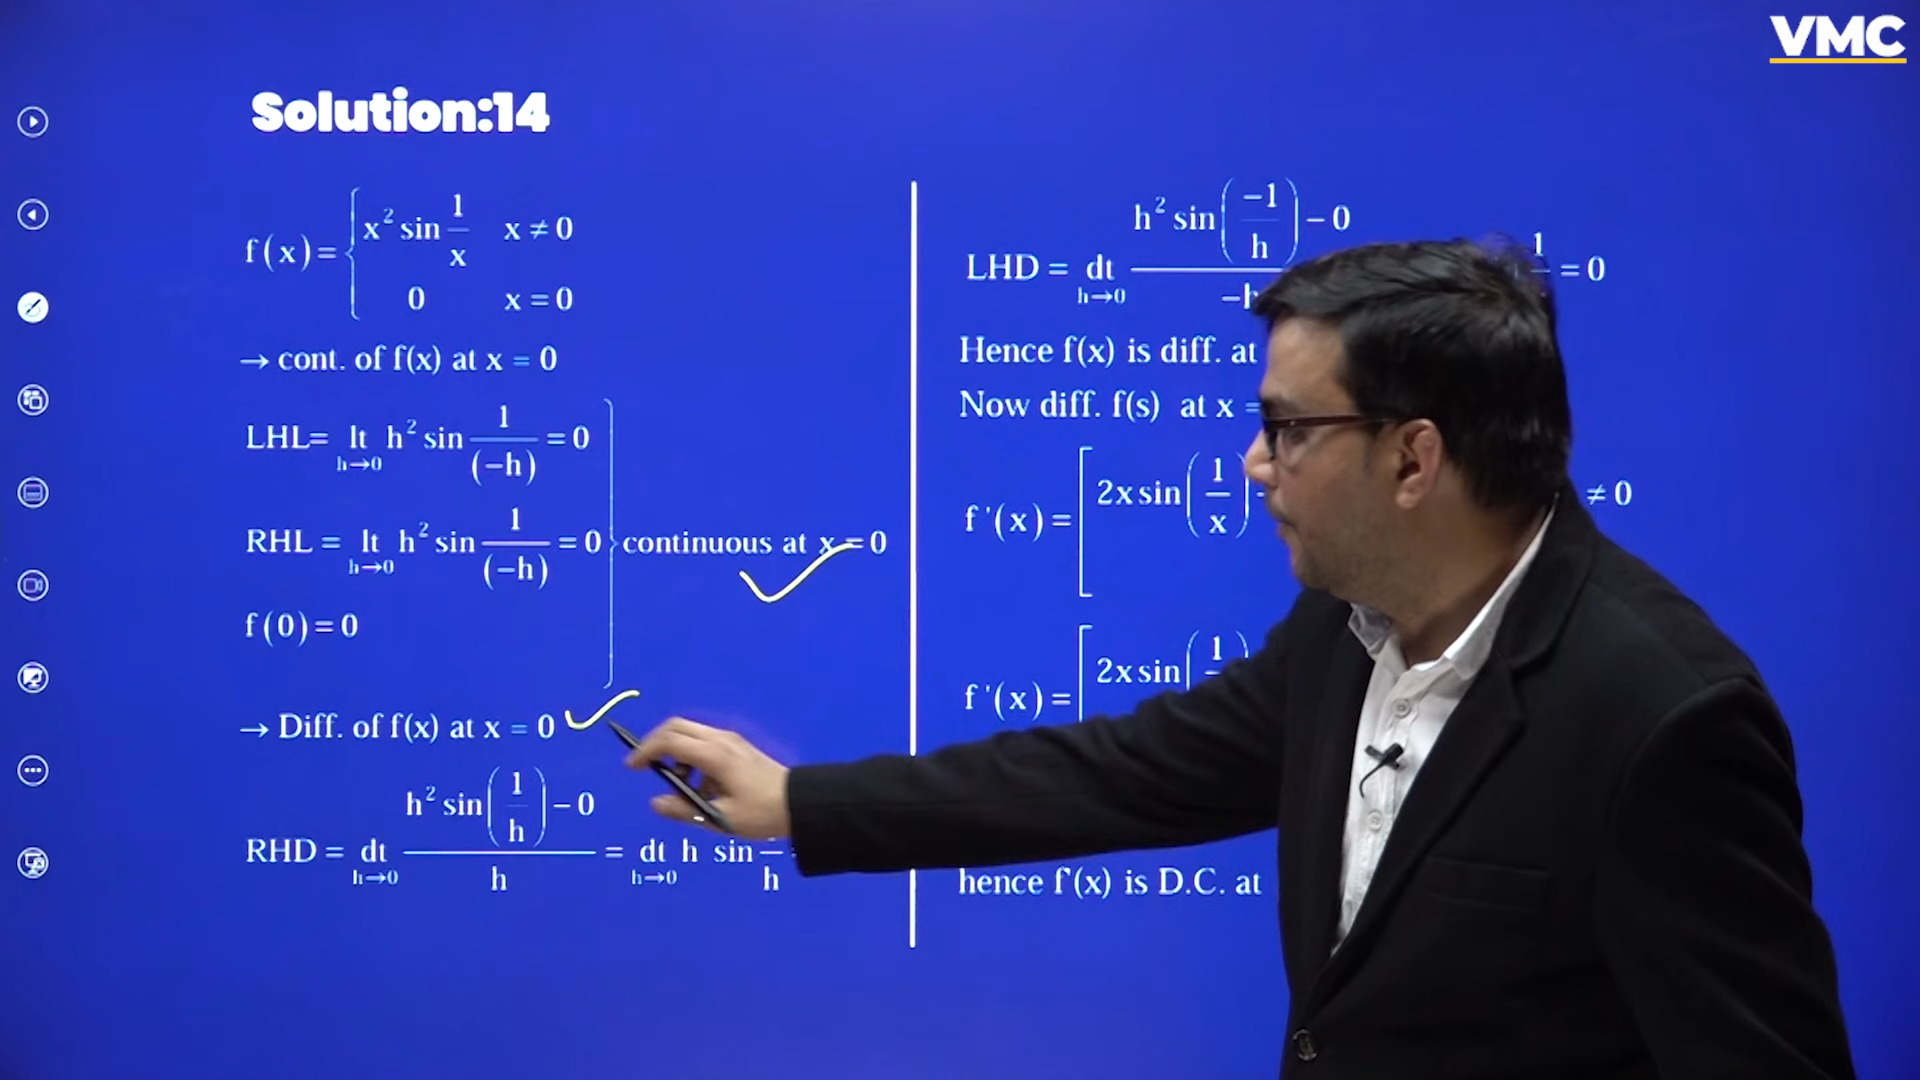 VMC
Solution:14
f(x) = { x² sin 1/x x ≠ 0
0 x = 0
→ cont. of f(x) at x = 0
LHL= lt h→0 h² sin 1/(−h) = 0
RHL = lt h→0 h² sin 1/(−h) = 0 } continuous at x = 0
f(0) = 0
→ Diff. of f(x) at x = 0
RHD = dt h→0 (h² sin(1/h) − 0)/h = dt h→0 h sin /h
LHD = dt h→0 (h² sin(−1/h) − 0)/−h 1 = 0
Hence f(x) is diff. at
Now diff. f(s) at x =
f '(x) = [ 2x sin(1/x) ≠ 0
f '(x) = [ 2x sin(1
hence f'(x) is D.C. at